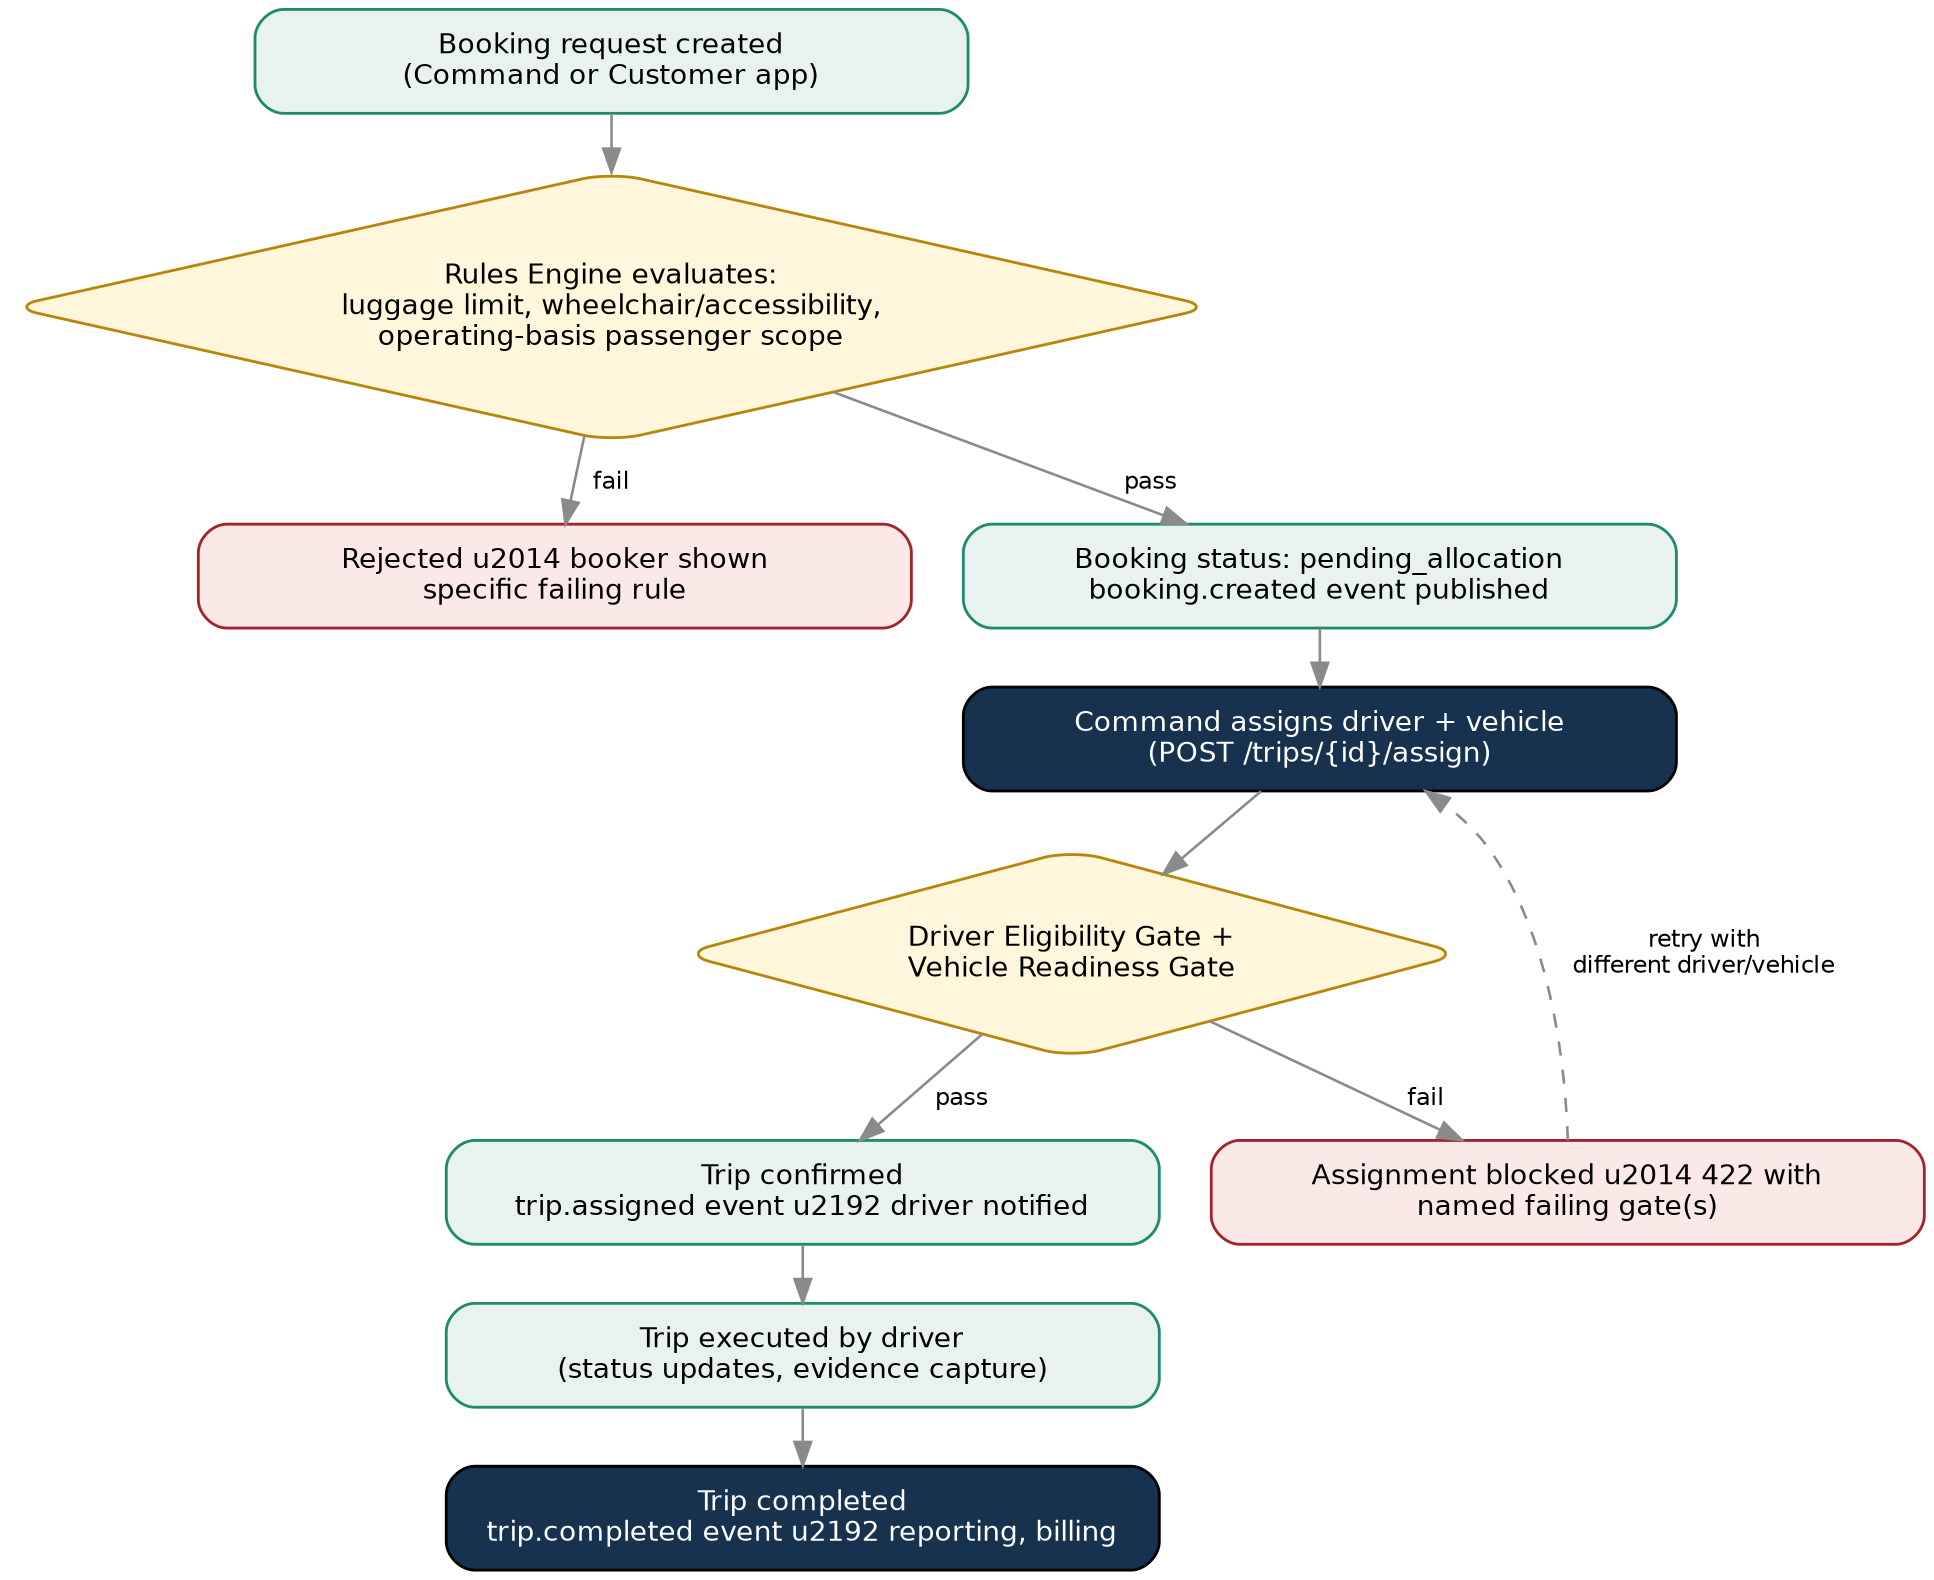 Booking request created
(Command or Customer app)
Rules Engine evaluates:
luggage limit, wheelchair/accessibility,
operating-basis passenger scope
fail
pass
Rejected u2014 booker shown
specific failing rule
Booking status: pending_allocation
booking.created event published
Command assigns driver + vehicle
(POST /trips/{id}/assign)
Driver Eligibility Gate +
Vehicle Readiness Gate
retry with
different driver/vehicle
pass
fail
Trip confirmed
trip.assigned event u2192 driver notified
Assignment blocked u2014 422 with
named failing gate(s)
Trip executed by driver
(status updates, evidence capture)
Trip completed
trip.completed event u2192 reporting, billing